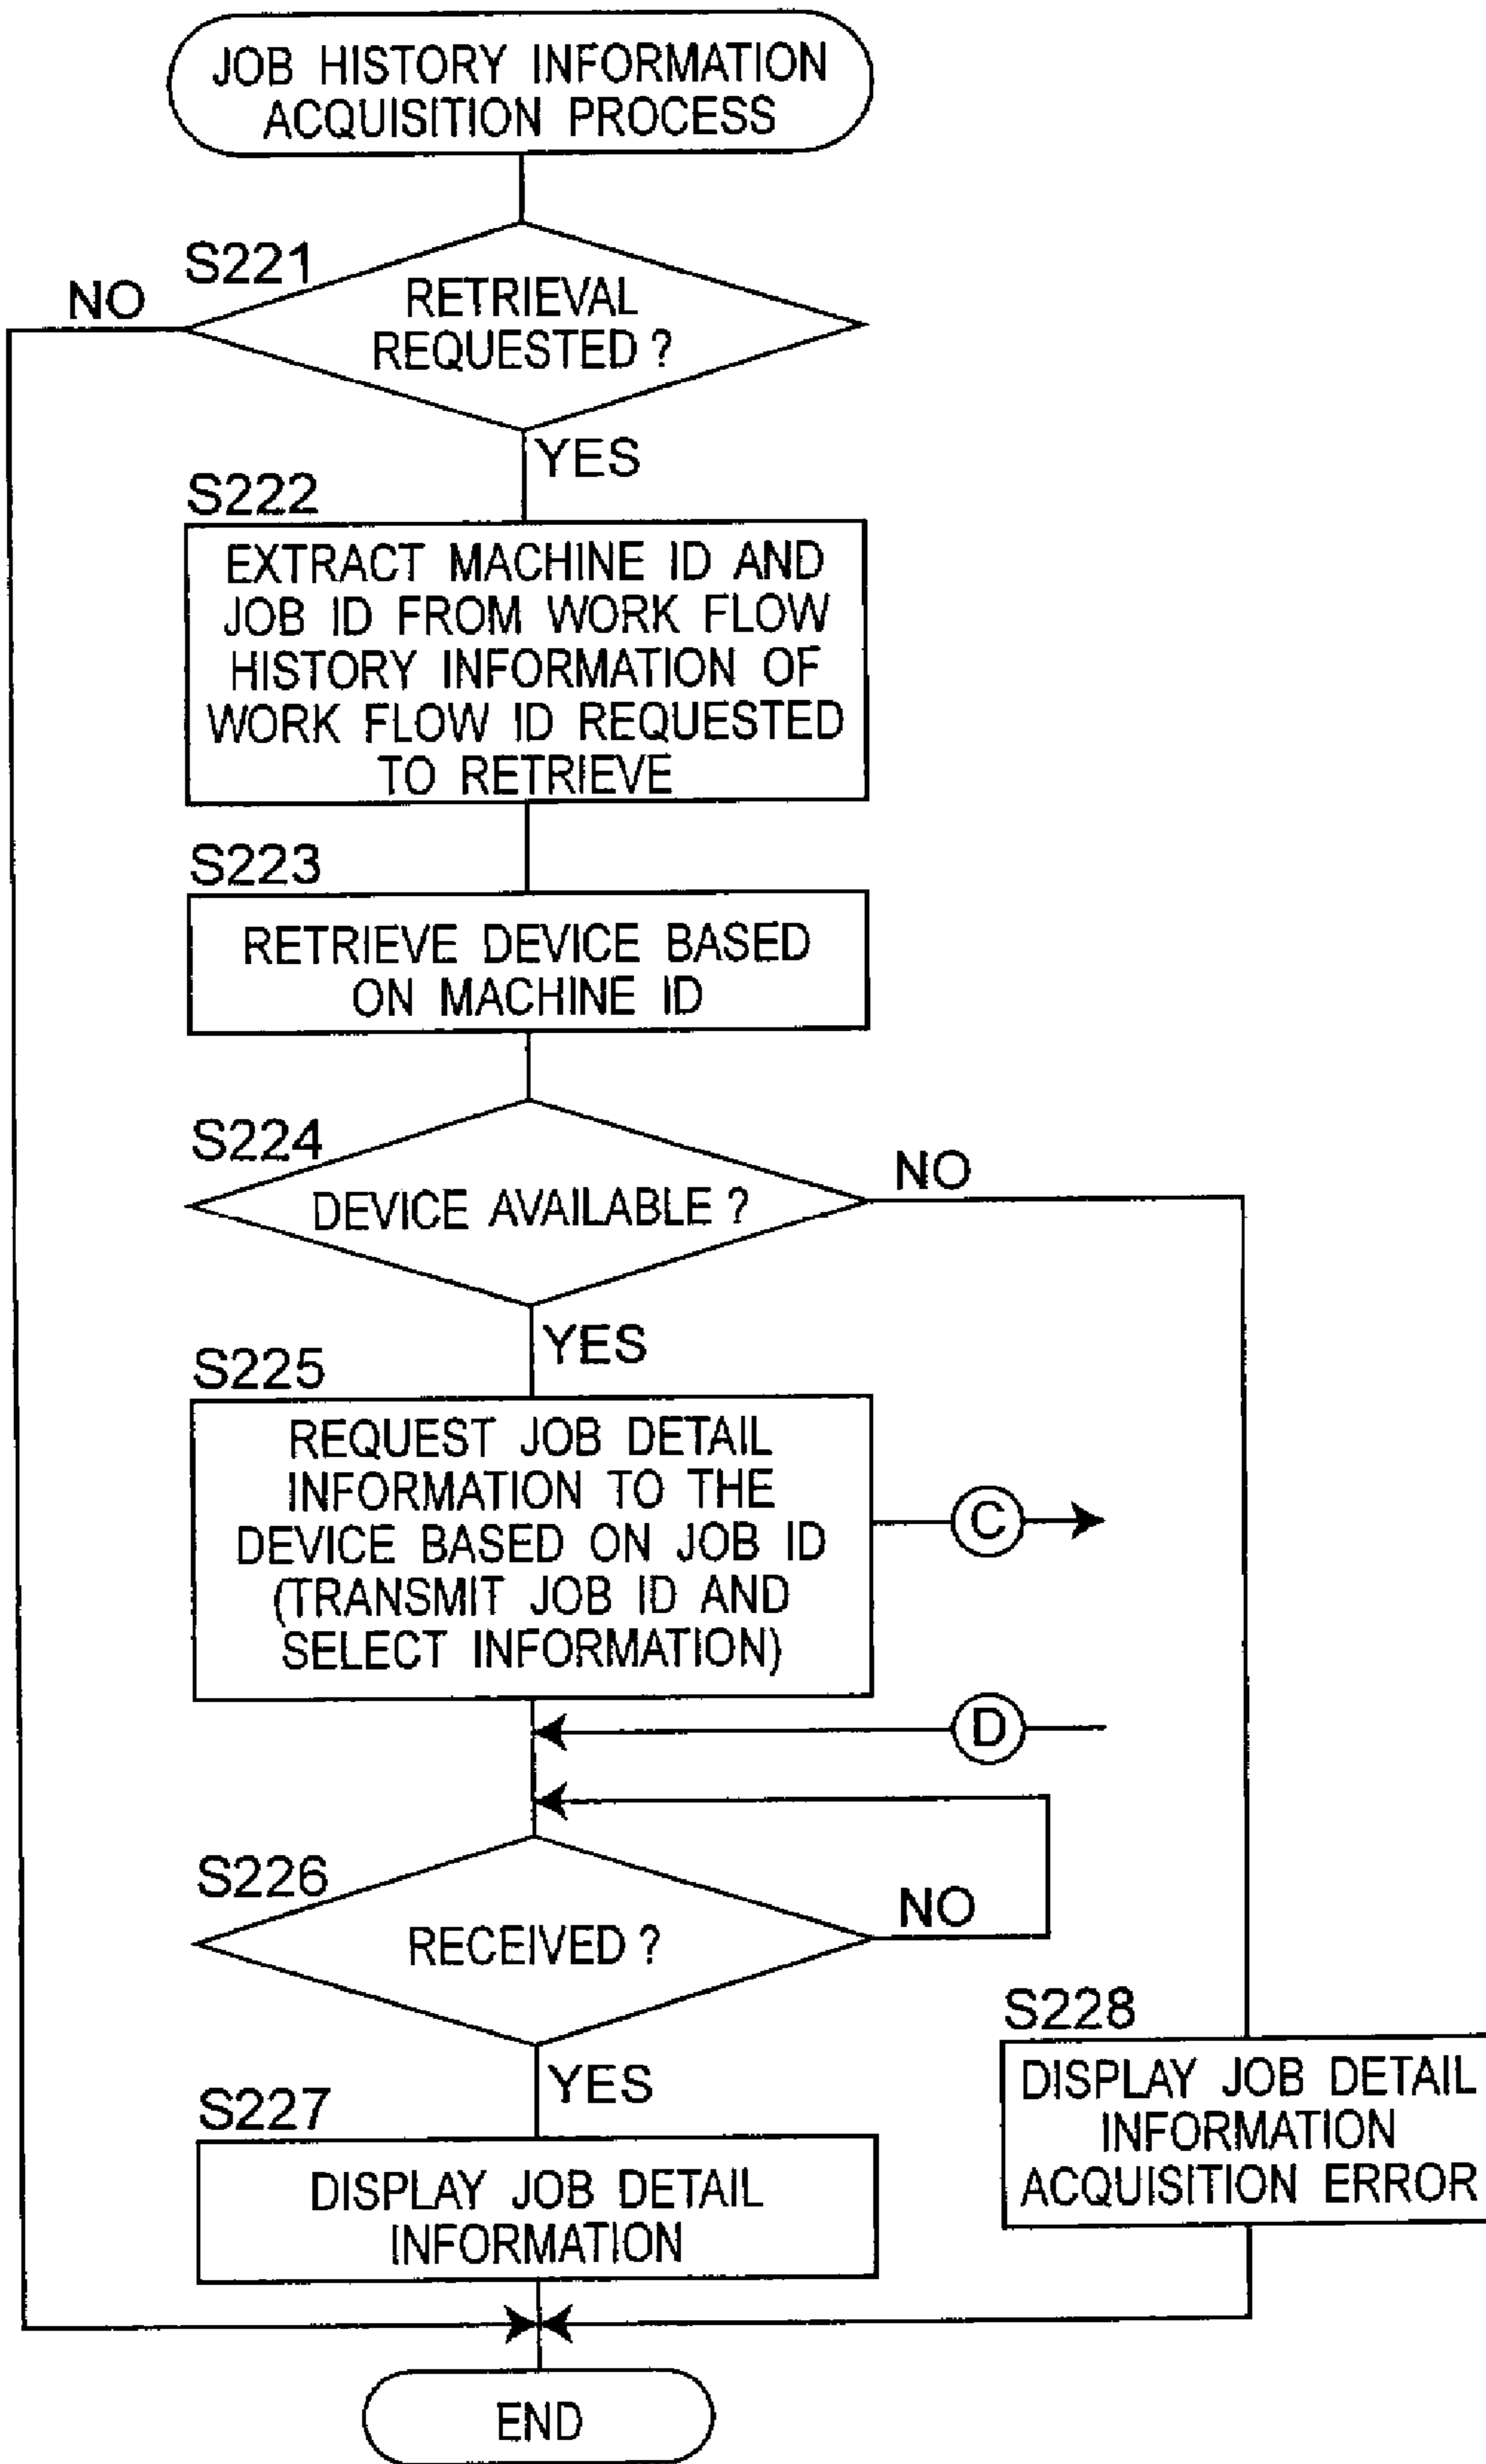 JOB HISTORY INFORMATION
ACQUISITION PROCESS
S221
NO
RETRIEVAL
REQUESTED ?
YES
S222
EXTRACT MACHINE ID AND
JOB ID FROM WORK FLOW
HISTORY INFORMATION OF
WORK FLOW ID REQUESTED
TO RETRIEVE
S223
RETRIEVE DEVICE BASED
ON MACHINE ID
S224
NO
DEVICE AVAILABLE ?
YES
S225
REQUEST JOB DETAIL
INFORMATION TO THE
DEVICE BASED ON JOB ID
(TRANSMIT JOB ID AND
SELECT INFORMATION)
C
D
S226
NO
RECEIVED ?
YES
S227
DISPLAY JOB DETAIL
INFORMATION
S228
DISPLAY JOB DETAIL
INFORMATION
ACQUISITION ERROR
END